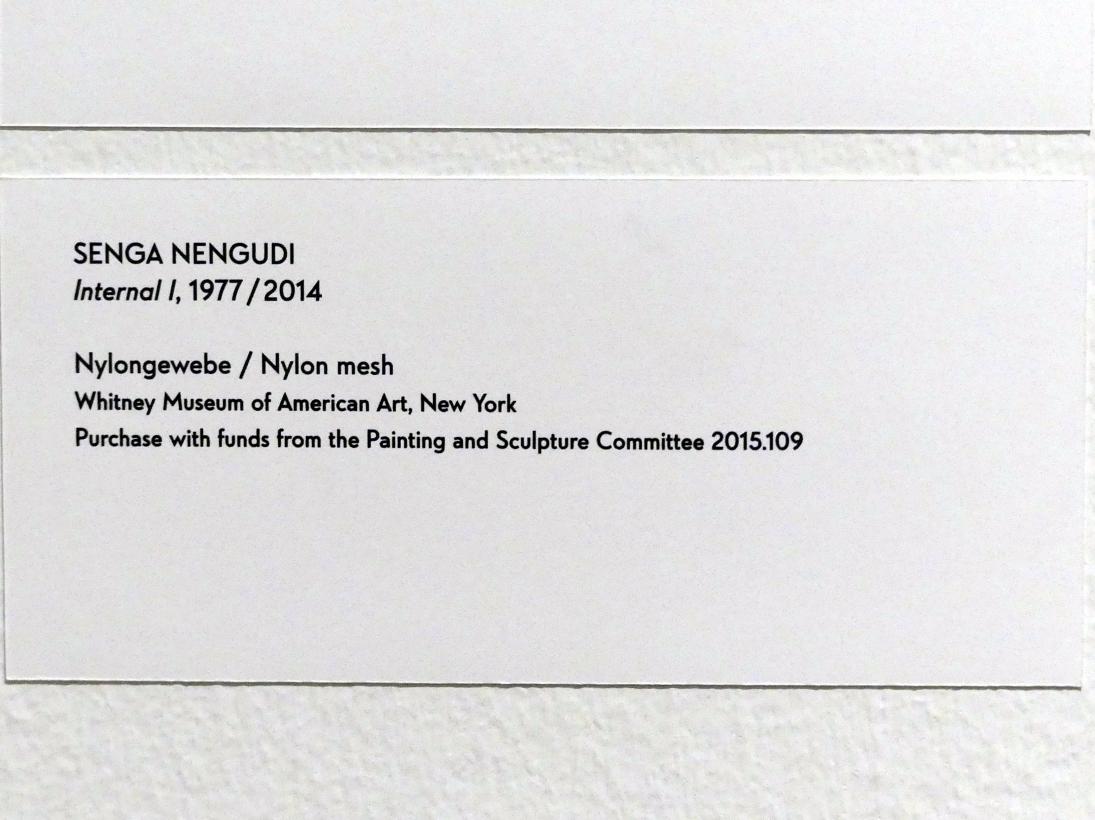 SENGA NENGUDI
Internal I, 1977 / 2014
Nylongewebe / Nylon mesh
Whitney Museum of American Art, New York
Purchase with funds from the Painting and Sculpture Committee 2015.109